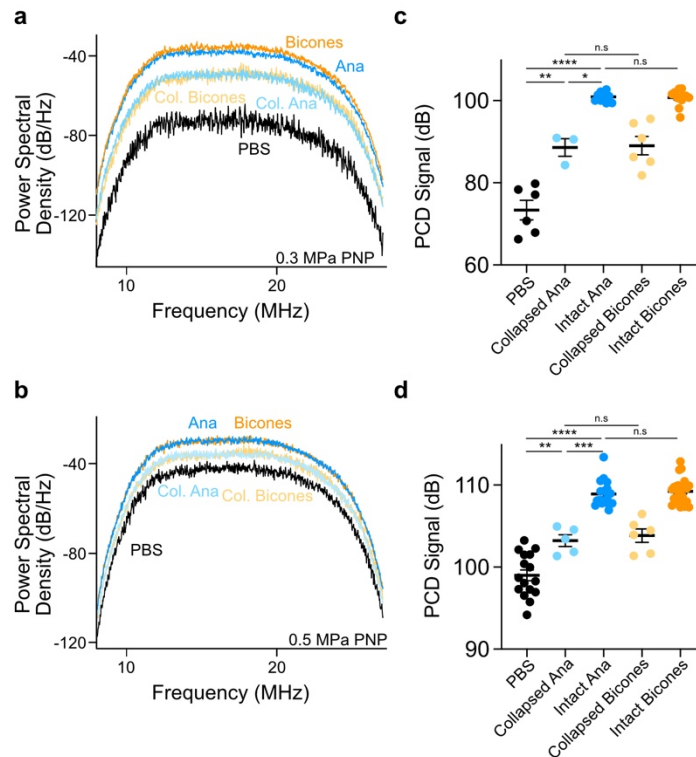 a
Power Spectral
Density (dB/Hz)
-40
-80
-120
Bicones
Ana
Col. Bicones
Col. Ana
PBS
0.3 MPa PNP
10
20
Frequency (MHz)
c
PCD Signal (dB)
n.s
****
n.s
**
*
100
80
60
PBS
Collapsed Ana
Intact Ana
Collapsed Bicones
Intact Bicones
b
Power Spectral
Density (dB/Hz)
-40
-80
-120
Ana
Bicones
Col. Ana
Col. Bicones
PBS
0.5 MPa PNP
10
20
Frequency (MHz)
d
PCD Signal (dB)
n.s
****
n.s
**
***
110
100
90
PBS
Collapsed Ana
Intact Ana
Collapsed Bicones
Intact Bicones